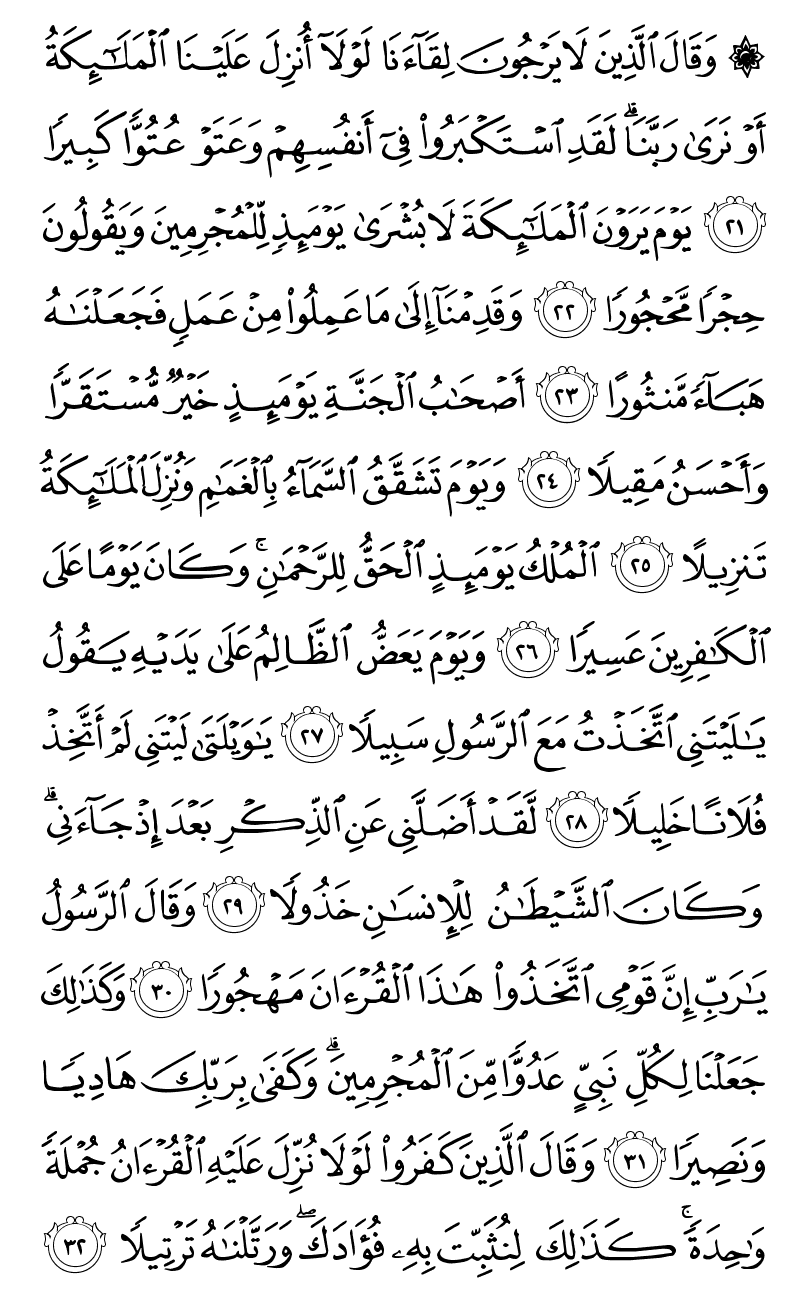 ۞ وَقَالَ ٱلَّذِينَ لَا يَرْجُونَ لِقَآءَنَا لَوْلَآ أُنزِلَ عَلَيْنَا ٱلْمَلَٰٓئِكَةُ
أَوْ نَرَىٰ رَبَّنَاۗ لَقَدِ ٱسْتَكْبَرُوا۟ فِىٓ أَنفُسِهِمْ وَعَتَوْ عُتُوًّا كَبِيرًا
٢١ يَوْمَ يَرَوْنَ ٱلْمَلَٰٓئِكَةَ لَا بُشْرَىٰ يَوْمَئِذٍ لِّلْمُجْرِمِينَ وَيَقُولُونَ
حِجْرًا مَّحْجُورًا ٢٢ وَقَدِمْنَآ إِلَىٰ مَا عَمِلُوا۟ مِنْ عَمَلٍ فَجَعَلْنَٰهُ
هَبَآءً مَّنثُورًا ٢٣ أَصْحَٰبُ ٱلْجَنَّةِ يَوْمَئِذٍ خَيْرٌ مُّسْتَقَرًّا
وَأَحْسَنُ مَقِيلًا ٢٤ وَيَوْمَ تَشَقَّقُ ٱلسَّمَآءُ بِٱلْغَمَٰمِ وَنُزِّلَ ٱلْمَلَٰٓئِكَةُ
تَنزِيلًا ٢٥ ٱلْمُلْكُ يَوْمَئِذٍ ٱلْحَقُّ لِلرَّحْمَٰنِۚ وَكَانَ يَوْمًا عَلَى
ٱلْكَٰفِرِينَ عَسِيرًا ٢٦ وَيَوْمَ يَعَضُّ ٱلظَّالِمُ عَلَىٰ يَدَيْهِ يَقُولُ
يَٰلَيْتَنِى ٱتَّخَذْتُ مَعَ ٱلرَّسُولِ سَبِيلًا ٢٧ يَٰوَيْلَتَىٰ لَيْتَنِى لَمْ أَتَّخِذْ
فُلَانًا خَلِيلًا ٢٨ لَّقَدْ أَضَلَّنِى عَنِ ٱلذِّكْرِ بَعْدَ إِذْ جَآءَنِىۗ
وَكَانَ ٱلشَّيْطَٰنُ لِلْإِنسَٰنِ خَذُولًا ٢٩ وَقَالَ ٱلرَّسُولُ
يَٰرَبِّ إِنَّ قَوْمِى ٱتَّخَذُوا۟ هَٰذَا ٱلْقُرْءَانَ مَهْجُورًا ٣٠ وَكَذَٰلِكَ
جَعَلْنَا لِكُلِّ نَبِىٍّ عَدُوًّا مِّنَ ٱلْمُجْرِمِينَۗ وَكَفَىٰ بِرَبِّكَ هَادِيًا
وَنَصِيرًا ٣١ وَقَالَ ٱلَّذِينَ كَفَرُوا۟ لَوْلَا نُزِّلَ عَلَيْهِ ٱلْقُرْءَانُ جُمْلَةً
وَٰحِدَةًۚ كَذَٰلِكَ لِنُثَبِّتَ بِهِۦ فُؤَادَكَۖ وَرَتَّلْنَٰهُ تَرْتِيلًا ٣٢